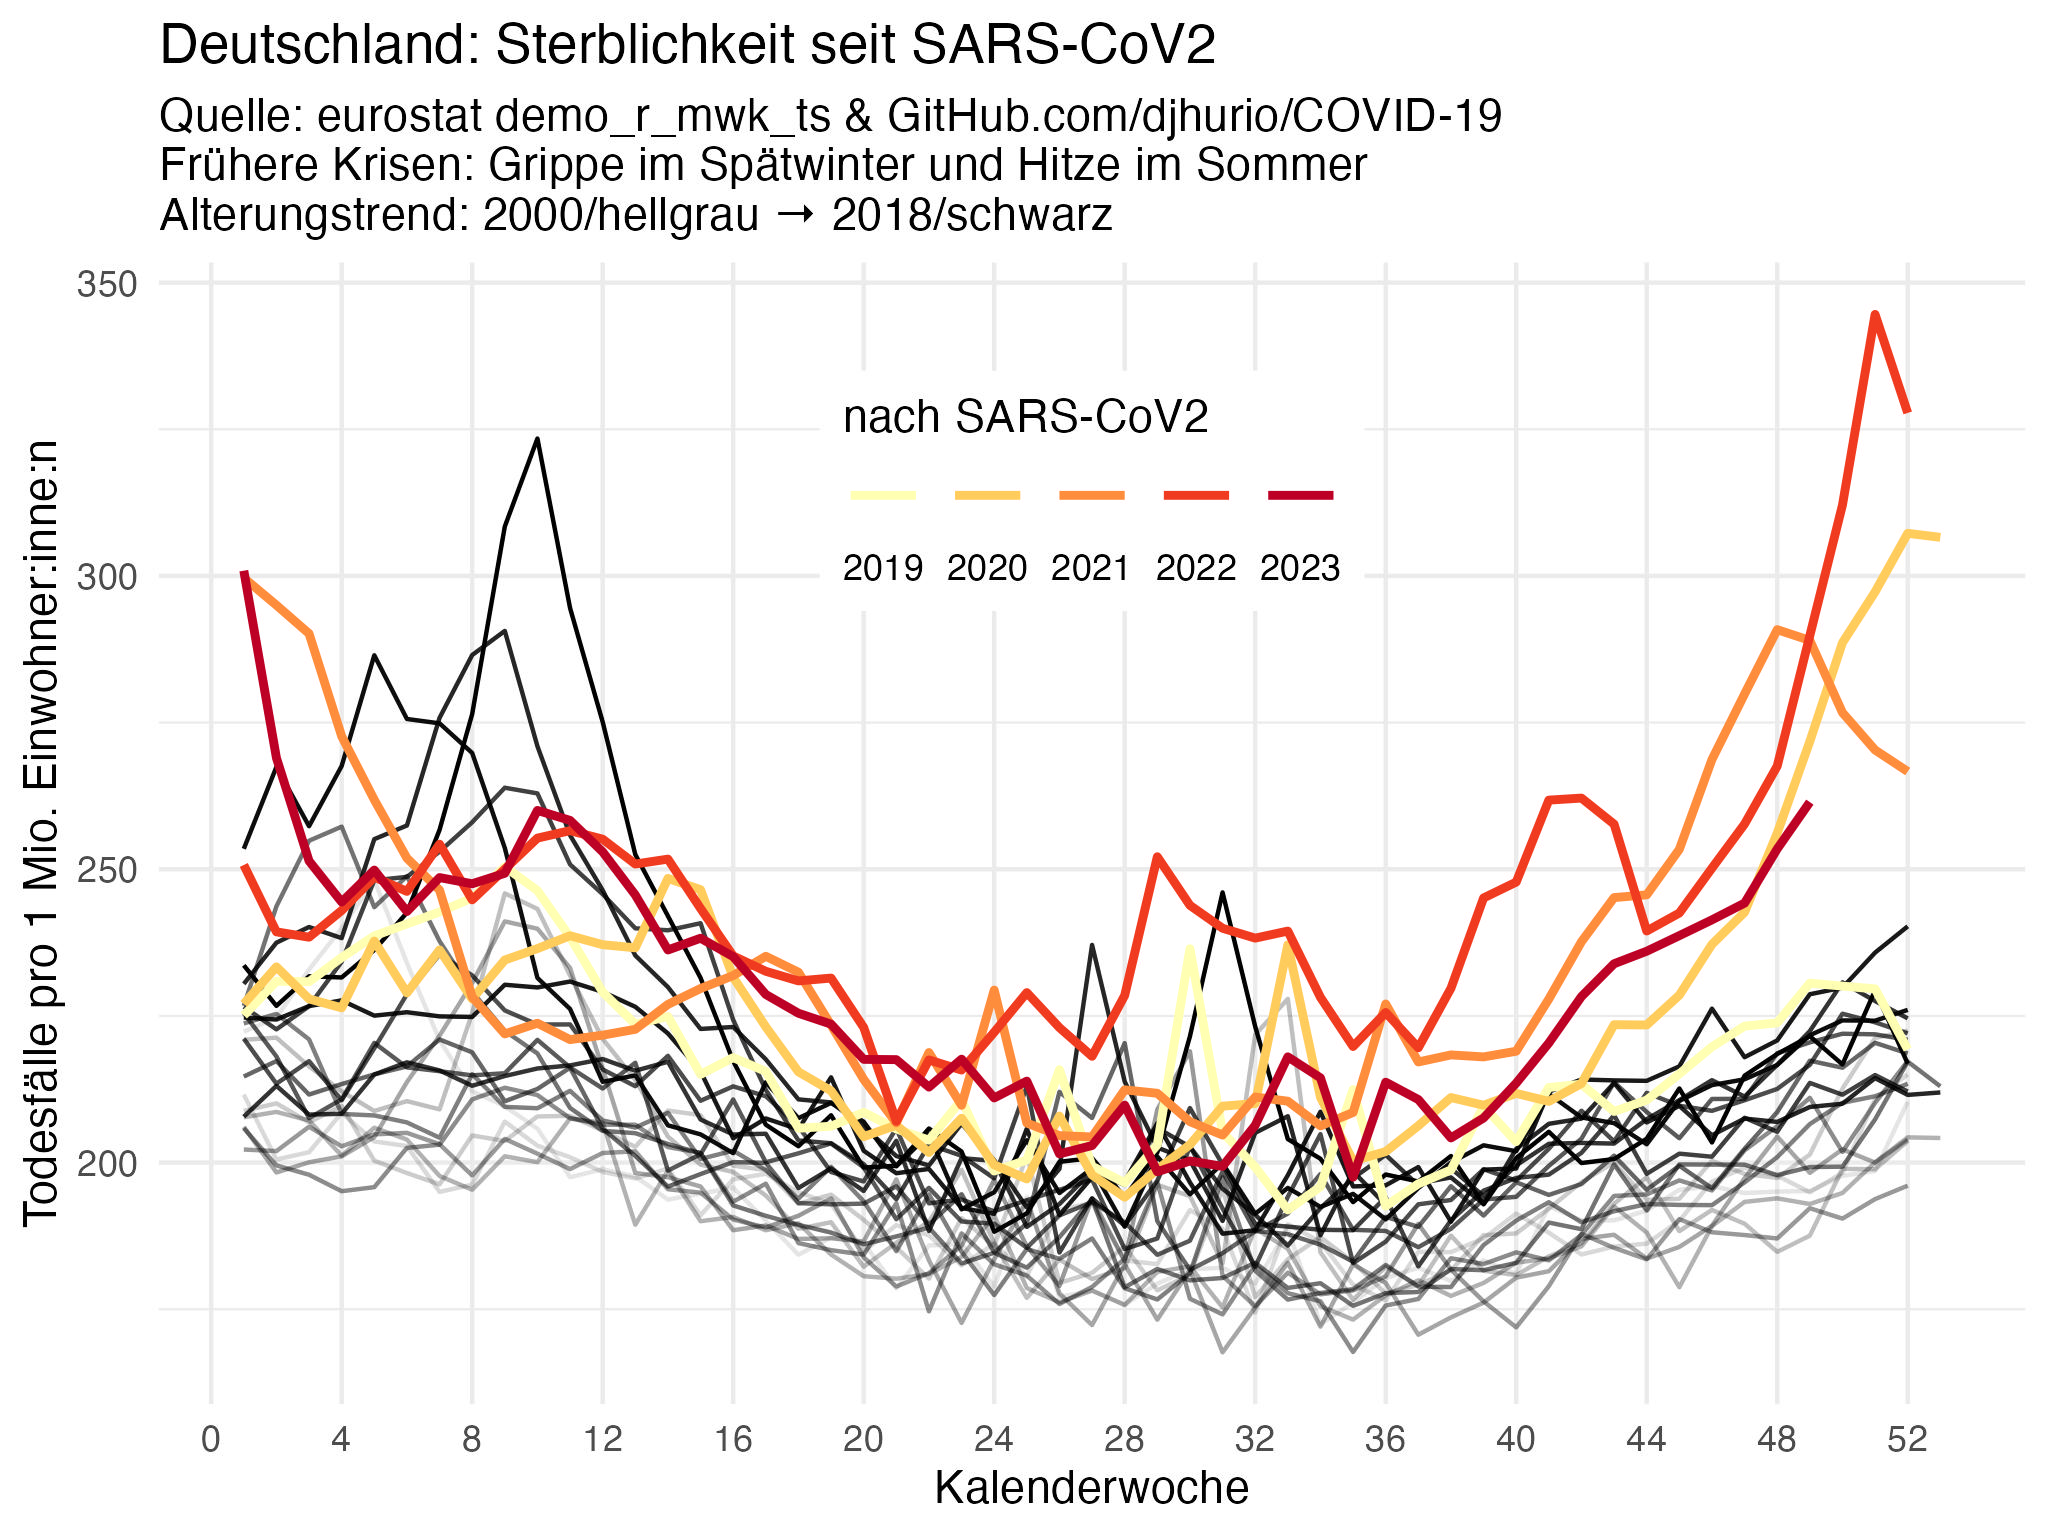 Deutschland: Sterblichkeit seit SARS-CoV2
Quelle: eurostat demo_r_mwk_ts & GitHub.com/djhurio/COVID-19
Frühere Krisen: Grippe im Spätwinter und Hitze im Sommer
Alterungstrend: 2000/hellgrau → 2018/schwarz
350
300
250
200
Todesfälle pro 1 Mio. Einwohner:inne:n
nach SARS-CoV2
2019 2020 2021 2022 2023
0 4 8 12 16 20 24 28 32 36 40 44 48 52
Kalenderwoche